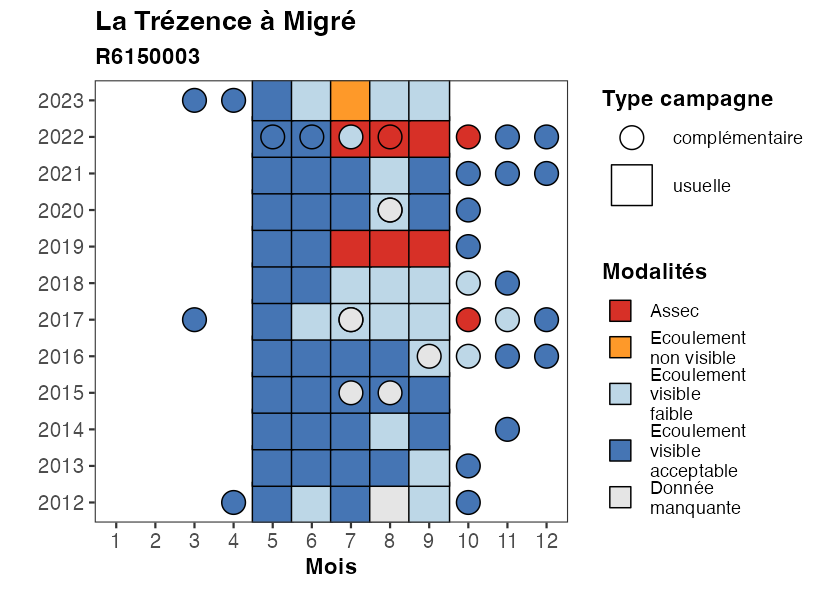 La Trézence à Migré
R6150003
2023
2022
2021
2020
2019
2018
2017
2016
2015
2014
2013
2012
1 2 3 4 5 6 7 8 9 10 11 12
Mois
Type campagne
complémentaire
usuelle
Modalités
Assec
Ecoulement
non visible
Ecoulement
visible
faible
Ecoulement
visible
acceptable
Donnée
manquante